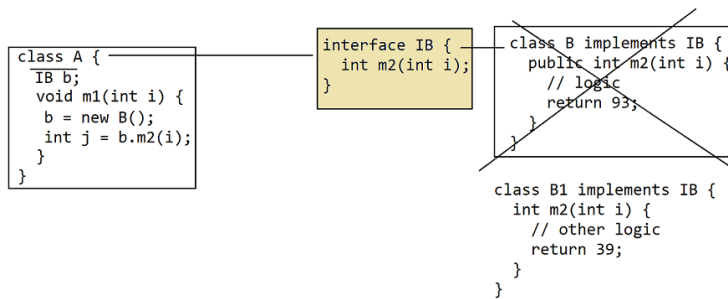 class A {
IB b;
void m1(int i) {
b = new B();
int j = b.m2(i);
}
}
interface IB {
int m2(int i);
}
class B implements IB {
public int m2(int i) {
// logic
return 93;
}
}
class B1 implements IB {
int m2(int i) {
// other logic
return 39;
}
}